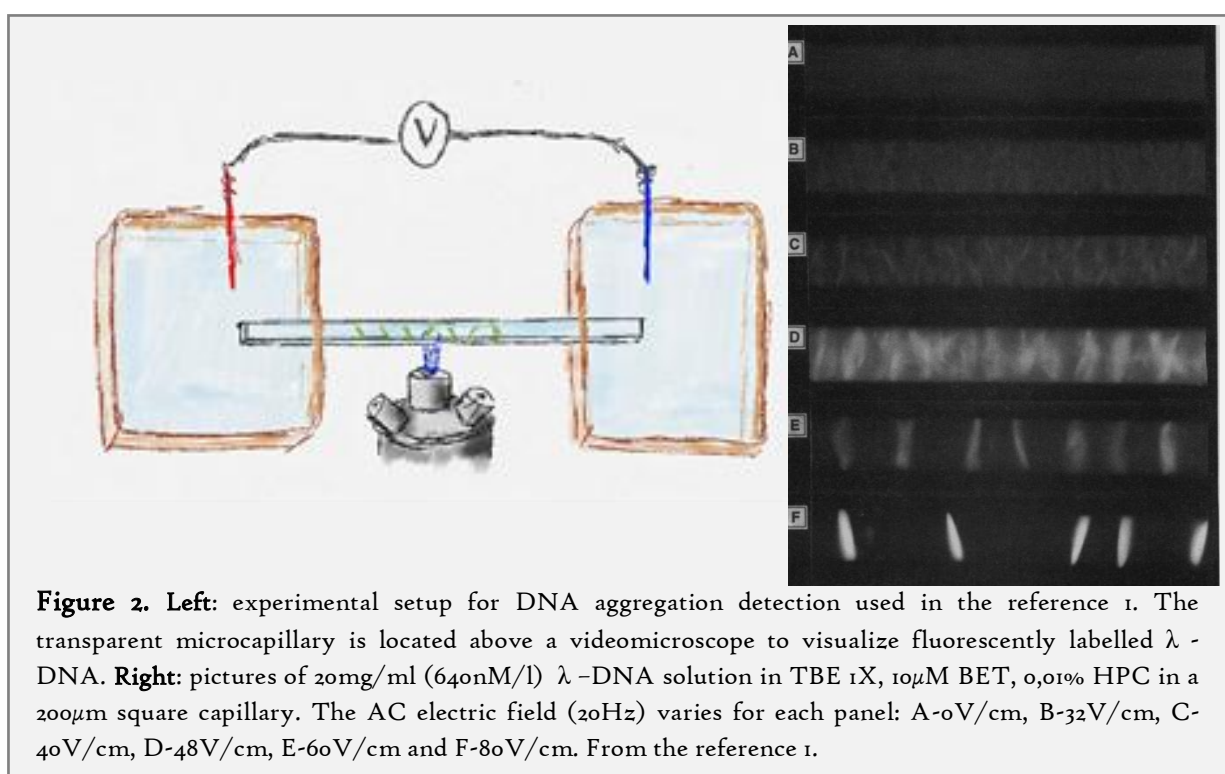 V
A
B
C
D
E
F
Figure 2. Left: experimental setup for DNA aggregation detection used in the reference 1. The
transparent microcapillary is located above a videomicroscope to visualize fluorescently labelled λ -
DNA. Right: pictures of 20mg/ml (640nM/l) λ –DNA solution in TBE 1X, 10µM BET, 0,01% HPC in a
200µm square capillary. The AC electric field (20Hz) varies for each panel: A-0V/cm, B-32V/cm, C-
40V/cm, D-48V/cm, E-60V/cm and F-80V/cm. From the reference 1.